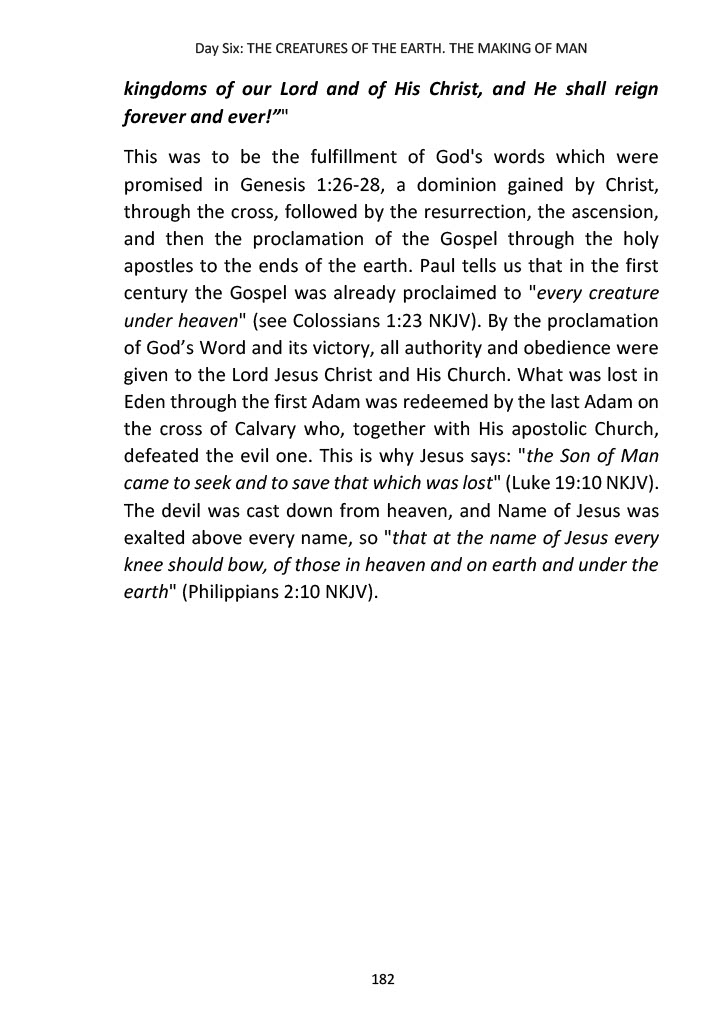 Day Six: THE CREATURES OF THE EARTH. THE MAKING OF MAN
kingdoms of our Lord and of His Christ, and He shall reign
forever and ever!”"
This was to be the fulfillment of God's words which were
promised in Genesis 1:26-28, a dominion gained by Christ,
through the cross, followed by the resurrection, the ascension,
and then the proclamation of the Gospel through the holy
apostles to the ends of the earth. Paul tells us that in the first
century the Gospel was already proclaimed to "every creature
under heaven" (see Colossians 1:23 NKJV). By the proclamation
of God’s Word and its victory, all authority and obedience were
given to the Lord Jesus Christ and His Church. What was lost in
Eden through the first Adam was redeemed by the last Adam on
the cross of Calvary who, together with His apostolic Church,
defeated the evil one. This is why Jesus says: "the Son of Man
came to seek and to save that which was lost" (Luke 19:10 NKJV).
The devil was cast down from heaven, and Name of Jesus was
exalted above every name, so "that at the name of Jesus every
knee should bow, of those in heaven and on earth and under the
earth" (Philippians 2:10 NKJV).
182